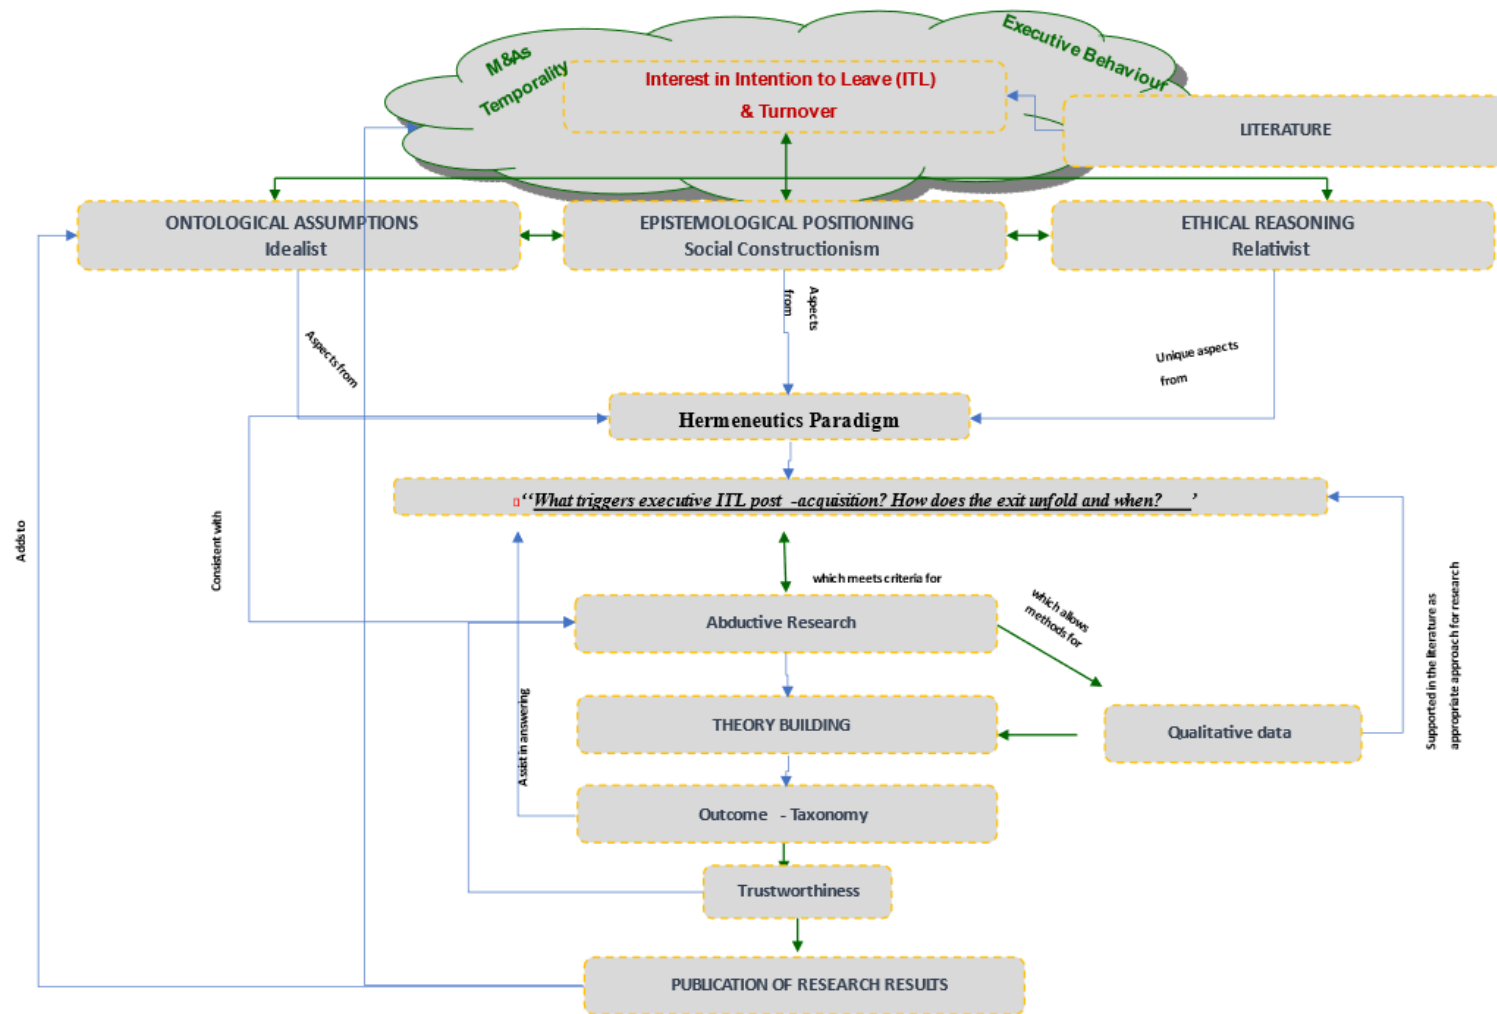 M&As
Temporality
Executive Behaviour
Interest in Intention to Leave (ITL)
& Turnover
LITERATURE
ONTOLOGICAL ASSUMPTIONS
Idealist
EPISTEMOLOGICAL POSITIONING
Social Constructionism
ETHICAL REASONING
Relativist
Aspects from
Aspects
from
Unique aspects
from
Hermeneutics Paradigm
“What triggers executive ITL post -acquisition? How does the exit unfold and when? ’
Adds to
Consistent with
which meets criteria for
which allows
methods for
Abductive Research
Supported in the literature as
appropriate approach for research
Assist in answering
THEORY BUILDING
Qualitative data
Outcome - Taxonomy
Trustworthiness
PUBLICATION OF RESEARCH RESULTS